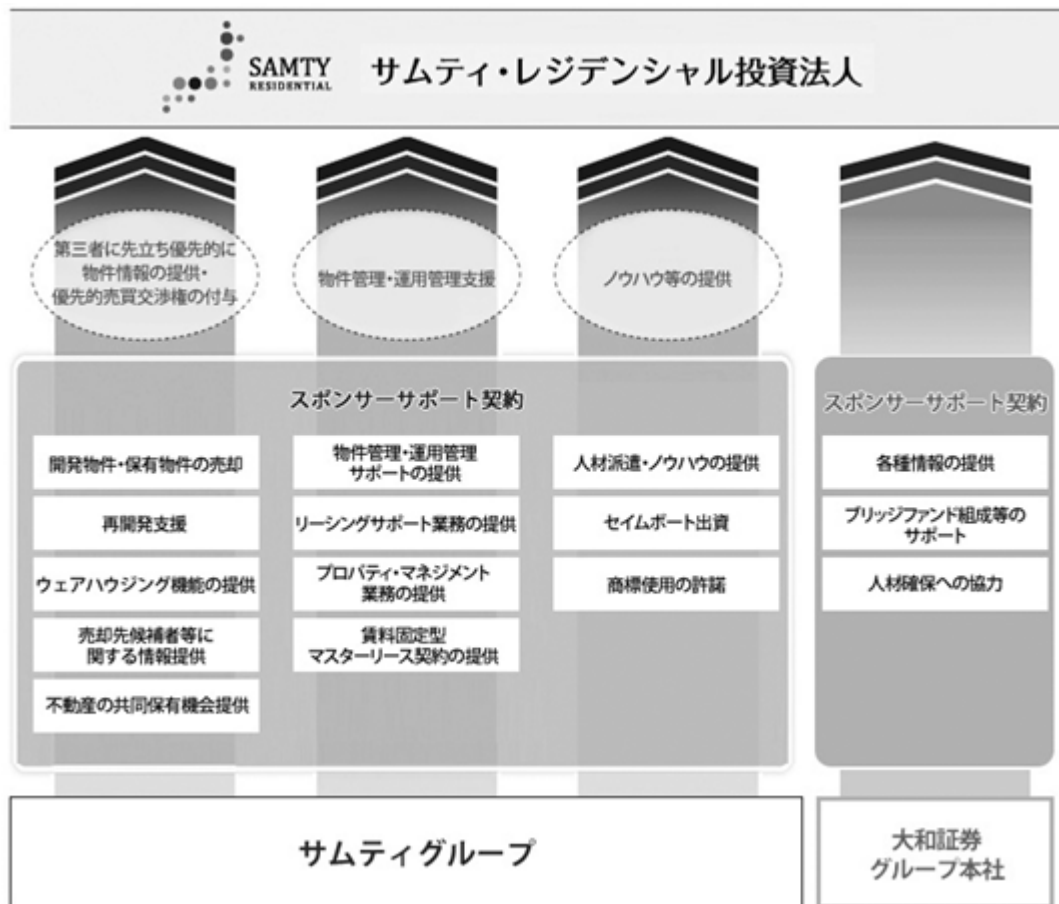 SAMTY
RESIDENTIAL
サムティ・レジデンシャル投資法人
第三者に先立ち優先的に
物件情報の提供・
優先的売買交渉権の付与
物件管理・運用管理支援
ノウハウ等の提供
スポンサーサポート契約
開発物件・保有物件の売却
再開発支援
ウェアハウジング機能の提供
売却先候補者等に
関する情報提供
不動産の共同保有機会提供
物件管理・運用管理
サポートの提供
リーシングサポート業務の提供
プロパティ・マネジメント
業務の提供
賃料固定型
マスターリース契約の提供
人材派遣・ノウハウの提供
セイムボート出資
商標使用の許諾
スポンサーサポート契約
各種情報の提供
ブリッジファンド組成等の
サポート
人材確保への協力
サムティグループ
大和証券
グループ本社